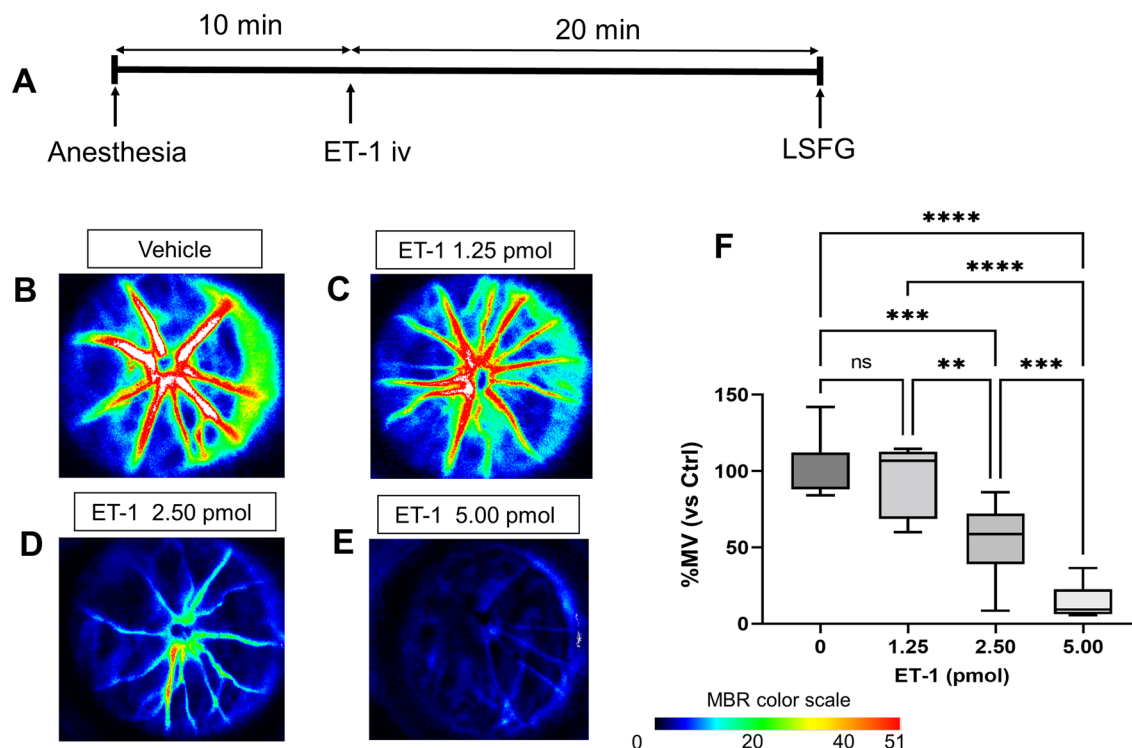 10 min
20 min
A
Anesthesia
ET-1 iv
LSFG
Vehicle
B
ET-1 1.25 pmol
C
ET-1 2.50 pmol
D
ET-1 5.00 pmol
E
F
****
****
***
ns
**
***
150
100
50
0
%MV (vs Ctrl)
0 1.25 2.50 5.00
ET-1 (pmol)
MBR color scale
0 20 40 51